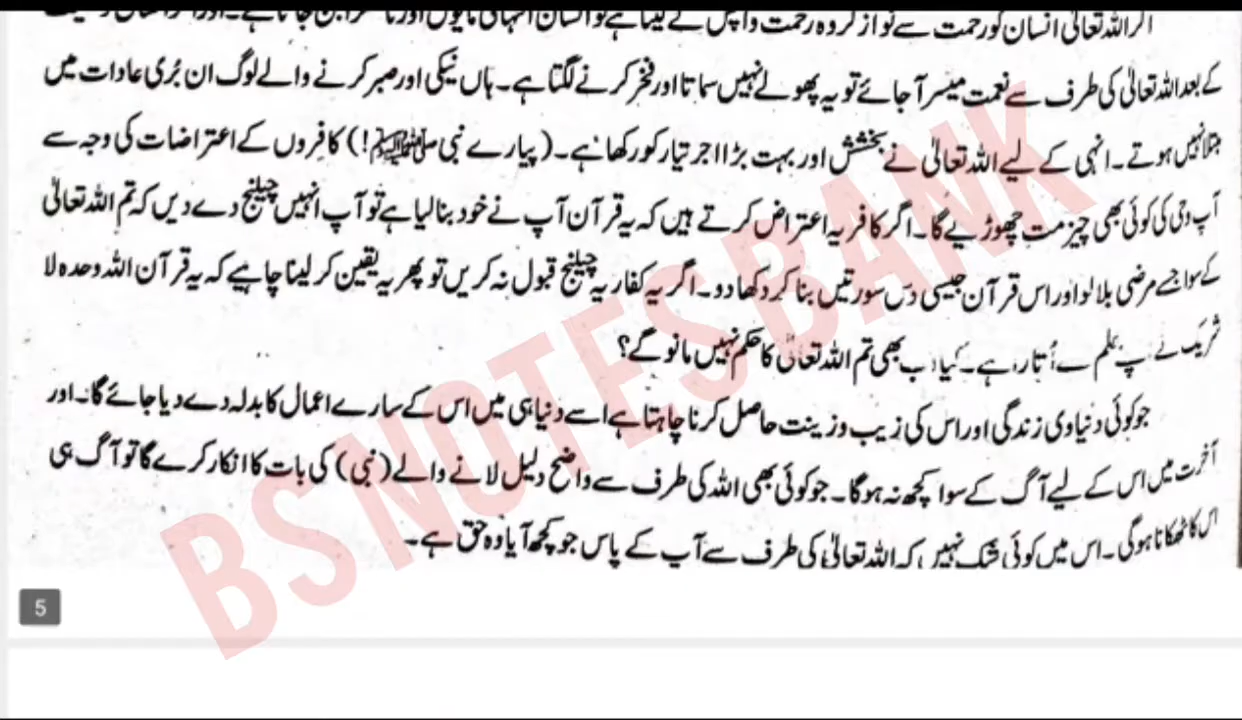 اگر اللہ تعالیٰ انسان کو رحمت سے نواز کر وہ رحمت واپس لے لیتا ہے تو انسان انتہائی مایوس اور
کے بعد اللہ تعالیٰ کی طرف سے نعمت میسر آ جائے تو یہ پھولے نہیں سماتا اور فخر کرنے لگتا ہے۔ ہاں نیکی اور صبر کرنے والے لوگ ان بُری عادات میں
مبتلا نہیں ہوتے۔ انہی کے لیے اللہ تعالیٰ نے بخشش اور بہت بڑا اجر تیار کر رکھا ہے۔ (پیارے نبی ﷺ!) کافروں کے اعتراضات کی وجہ سے
آپ وحی کی کوئی بھی چیز مت چھوڑیے گا۔ اگر کافر یہ اعتراض کرتے ہیں کہ یہ قرآن آپ نے خود بنا لیا ہے تو آپ انہیں چیلنج دے دیں کہ تم اللہ تعالیٰ
کے سوا جسے مرضی بلا لو اور اس قرآن جیسی دس سورتیں بنا کر دکھا دو۔ اگر یہ کفار یہ چیلنج قبول نہ کریں تو پھر یہ یقین کر لینا چاہیے کہ یہ قرآن اللہ وحدہ لا
شریک نے علم سے اُتارا ہے۔ کیا اب بھی تم اللہ تعالیٰ کا حکم نہیں مانو گے؟
جو کوئی دنیاوی زندگی اور اس کی زیب و زینت حاصل کرنا چاہتا ہے اسے دنیا ہی میں اس کے سارے اعمال کا بدلہ دے دیا جائے گا۔ اور
آخرت میں اس کے لیے آگ کے سوا کچھ نہ ہوگا۔ جو کوئی بھی اللہ کی طرف سے واضح دلیل لانے والے (نبی) کی بات کا انکار کرے گا تو آگ ہی
اس کا ٹھکانا ہوگی۔ اس میں کوئی شک نہیں کہ اللہ تعالیٰ کی طرف سے آپ کے پاس جو کچھ آیا وہ حق ہے۔
BS NOTES BANK
5